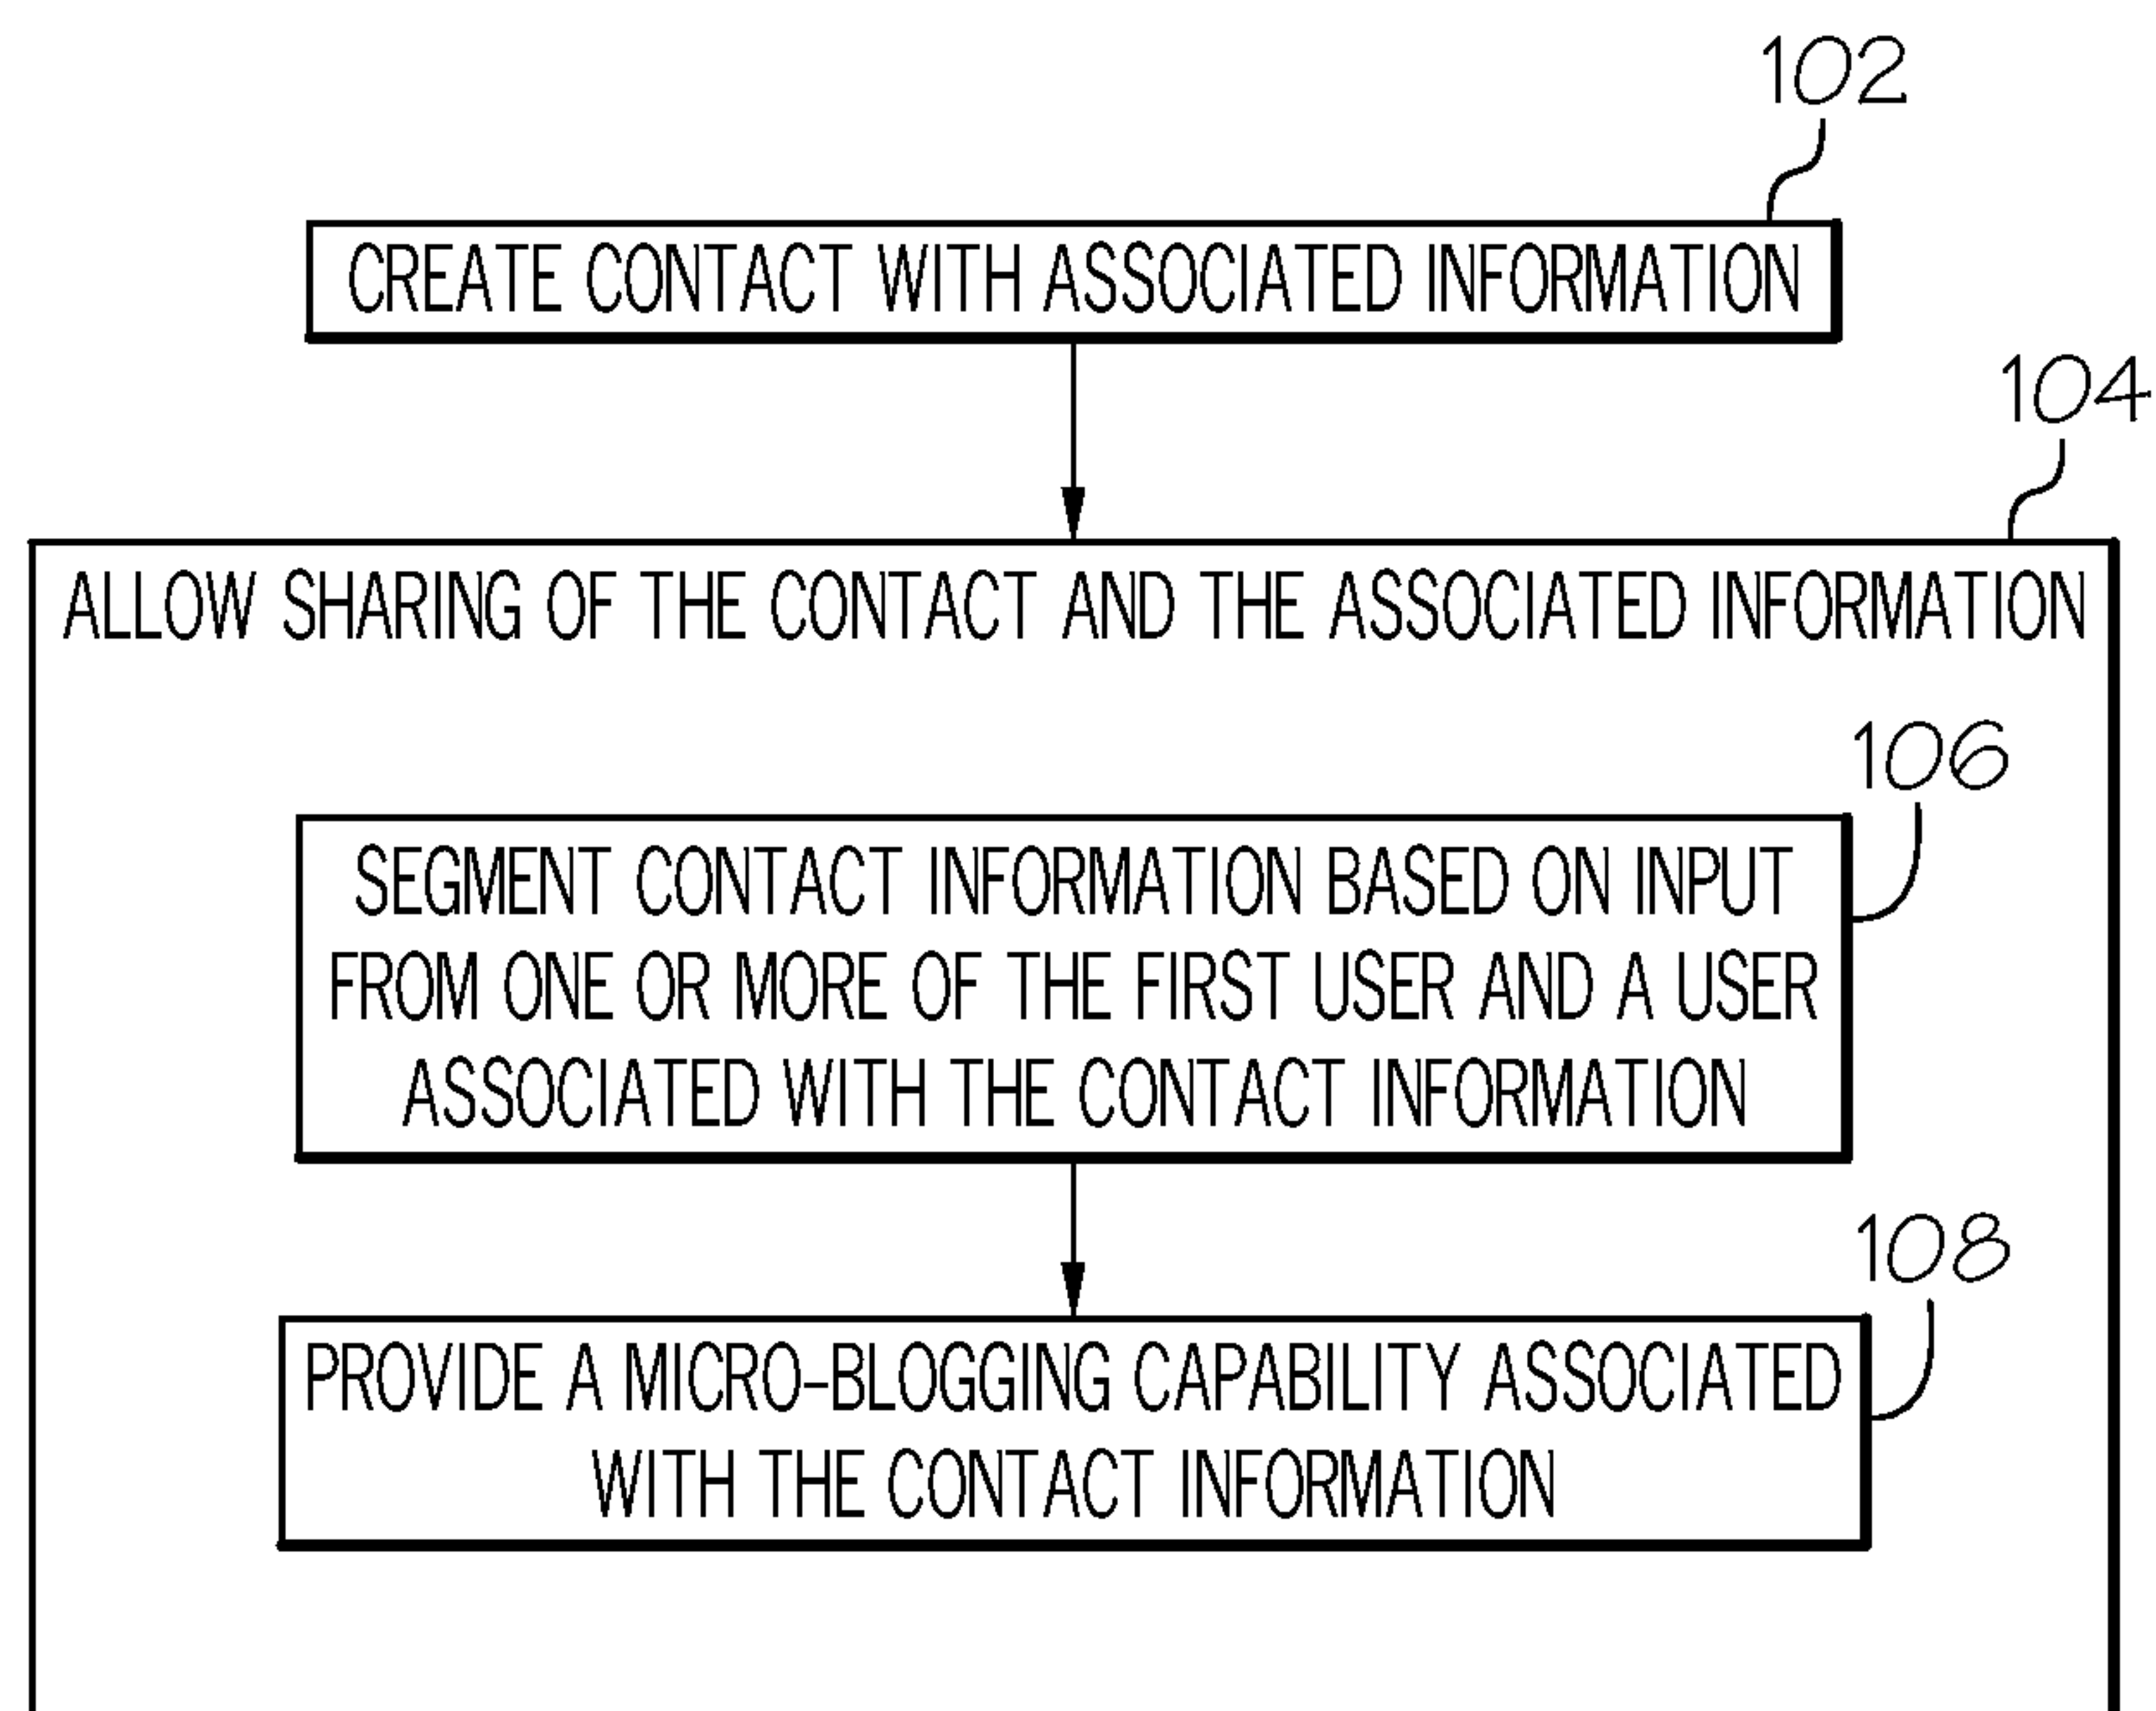 102
CREATE CONTACT WITH ASSOCIATED INFORMATION
104
ALLOW SHARING OF THE CONTACT AND THE ASSOCIATED INFORMATION
106
SEGMENT CONTACT INFORMATION BASED ON INPUT
FROM ONE OR MORE OF THE FIRST USER AND A USER
ASSOCIATED WITH THE CONTACT INFORMATION
108
PROVIDE A MICRO-BLOGGING CAPABILITY ASSOCIATED
WITH THE CONTACT INFORMATION